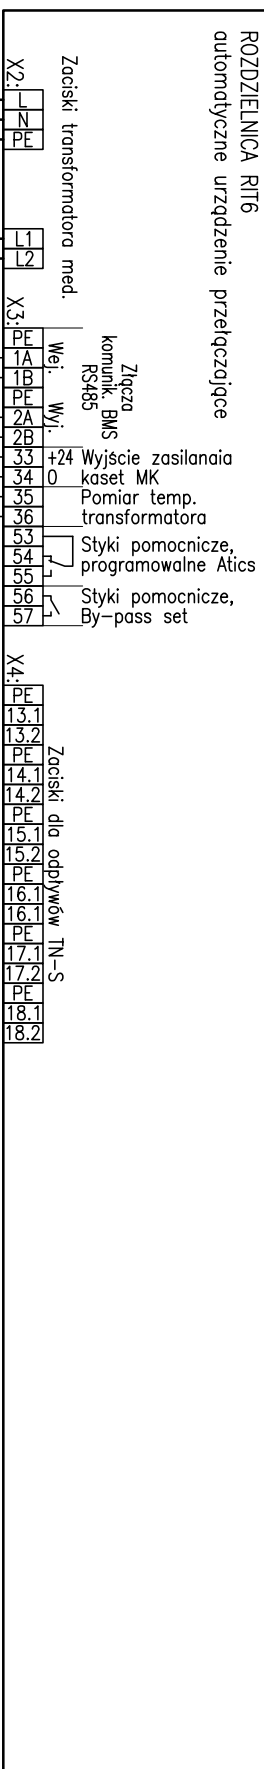 ROZDZIELNICA RIT6
automatyczne urządzenie przełączające
Zaciski transformatora med.
X2:
L
N
PE
L1
L2
X3:
Złącza
komunik. BMS
RS485
Wej.
Wyj.
PE
1A
1B
PE
2A
2B
33 +24 Wyjście zasilanaia
34 0 kaset MK
35 Pomiar temp.
36 transformatora
53
54
55
Styki pomocnicze,
programowalne Atics
56
57
Styki pomocnicze,
By-pass set
X4:
Zaciski dla odpływów TN-S
PE
13.1
13.2
PE
14.1
14.2
PE
15.1
15.2
PE
16.1
16.1
PE
17.1
17.2
PE
18.1
18.2